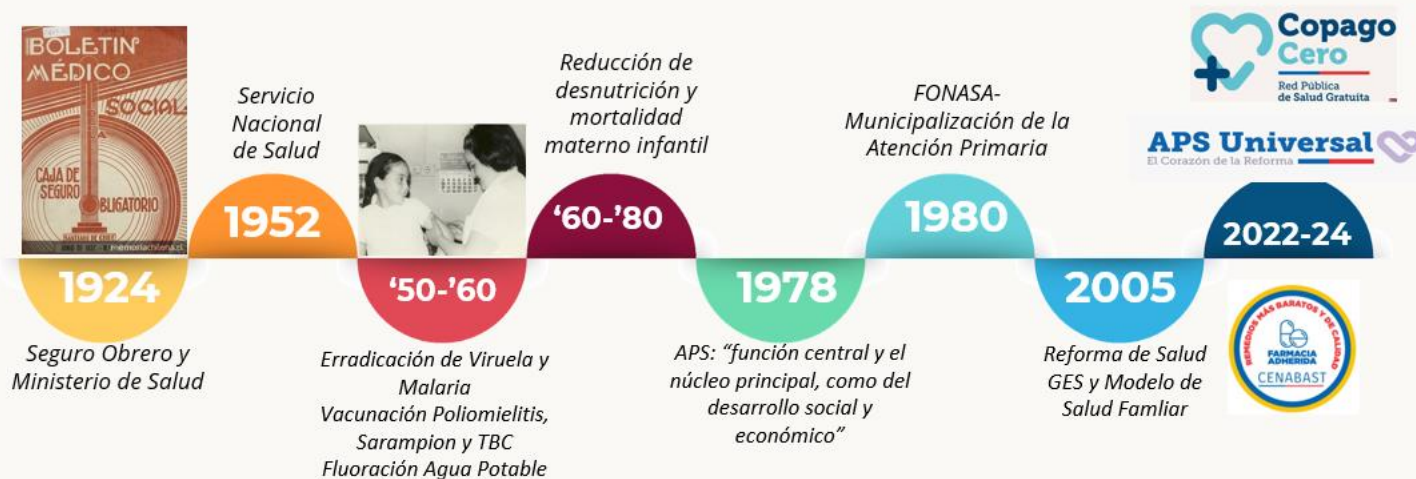 BOLETIN
MÉDICO
SOCIAL
CAJA DE
SEGURO
OBLIGATORIO
memoriachilena.cl
1924
Seguro Obrero y
Ministerio de Salud
Servicio
Nacional
de Salud
1952
‘50-’60
Erradicación de Viruela y
Malaria
Vacunación Poliomielitis,
Sarampion y TBC
Fluoración Agua Potable
Reducción de
desnutrición y
mortalidad
materno infantil
‘60-’80
1978
APS: “función central y el
núcleo principal, como del
desarrollo social y
económico”
FONASA-
Municipalización de la
Atención Primaria
1980
2005
Reforma de Salud
GES y Modelo de
Salud Famliar
Copago
Cero
Red Pública
de Salud Gratuita
APS Universal
El Corazón de la Reforma
2022-24
REMEDIOS MÁS BARATOS Y DE CALIDAD
FARMACIA
ADHERIDA
CENABAST